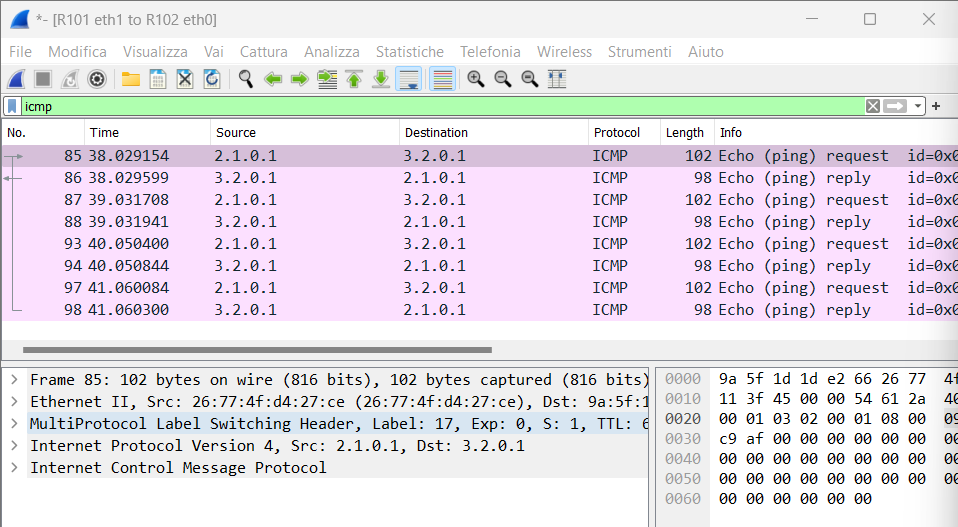 *- [R101 eth1 to R102 eth0]
File Modifica Visualizza Vai Cattura Analizza Statistiche Telefonia Wireless Strumenti Aiuto
icmp
No. Time Source Destination Protocol Length Info
85 38.029154 2.1.0.1 3.2.0.1 ICMP 102 Echo (ping) request id=0x0
86 38.029599 3.2.0.1 2.1.0.1 ICMP 98 Echo (ping) reply id=0x0
87 39.031708 2.1.0.1 3.2.0.1 ICMP 102 Echo (ping) request id=0x0
88 39.031941 3.2.0.1 2.1.0.1 ICMP 98 Echo (ping) reply id=0x0
93 40.050400 2.1.0.1 3.2.0.1 ICMP 102 Echo (ping) request id=0x0
94 40.050844 3.2.0.1 2.1.0.1 ICMP 98 Echo (ping) reply id=0x0
97 41.060084 2.1.0.1 3.2.0.1 ICMP 102 Echo (ping) request id=0x0
98 41.060300 3.2.0.1 2.1.0.1 ICMP 98 Echo (ping) reply id=0x0
Frame 85: 102 bytes on wire (816 bits), 102 bytes captured (816 bits)
Ethernet II, Src: 26:77:4f:d4:27:ce (26:77:4f:d4:27:ce), Dst: 9a:5f:1
MultiProtocol Label Switching Header, Label: 17, Exp: 0, S: 1, TTL: 6
Internet Protocol Version 4, Src: 2.1.0.1, Dst: 3.2.0.1
Internet Control Message Protocol
0000 9a 5f 1d 1d e2 66 26 77 4f
0010 11 3f 45 00 00 54 61 2a 40
0020 00 01 03 02 00 01 08 00 09
0030 c9 af 00 00 00 00 00 00 00
0040 00 00 00 00 00 00 00 00 00
0050 00 00 00 00 00 00 00 00 00
0060 00 00 00 00 00 00